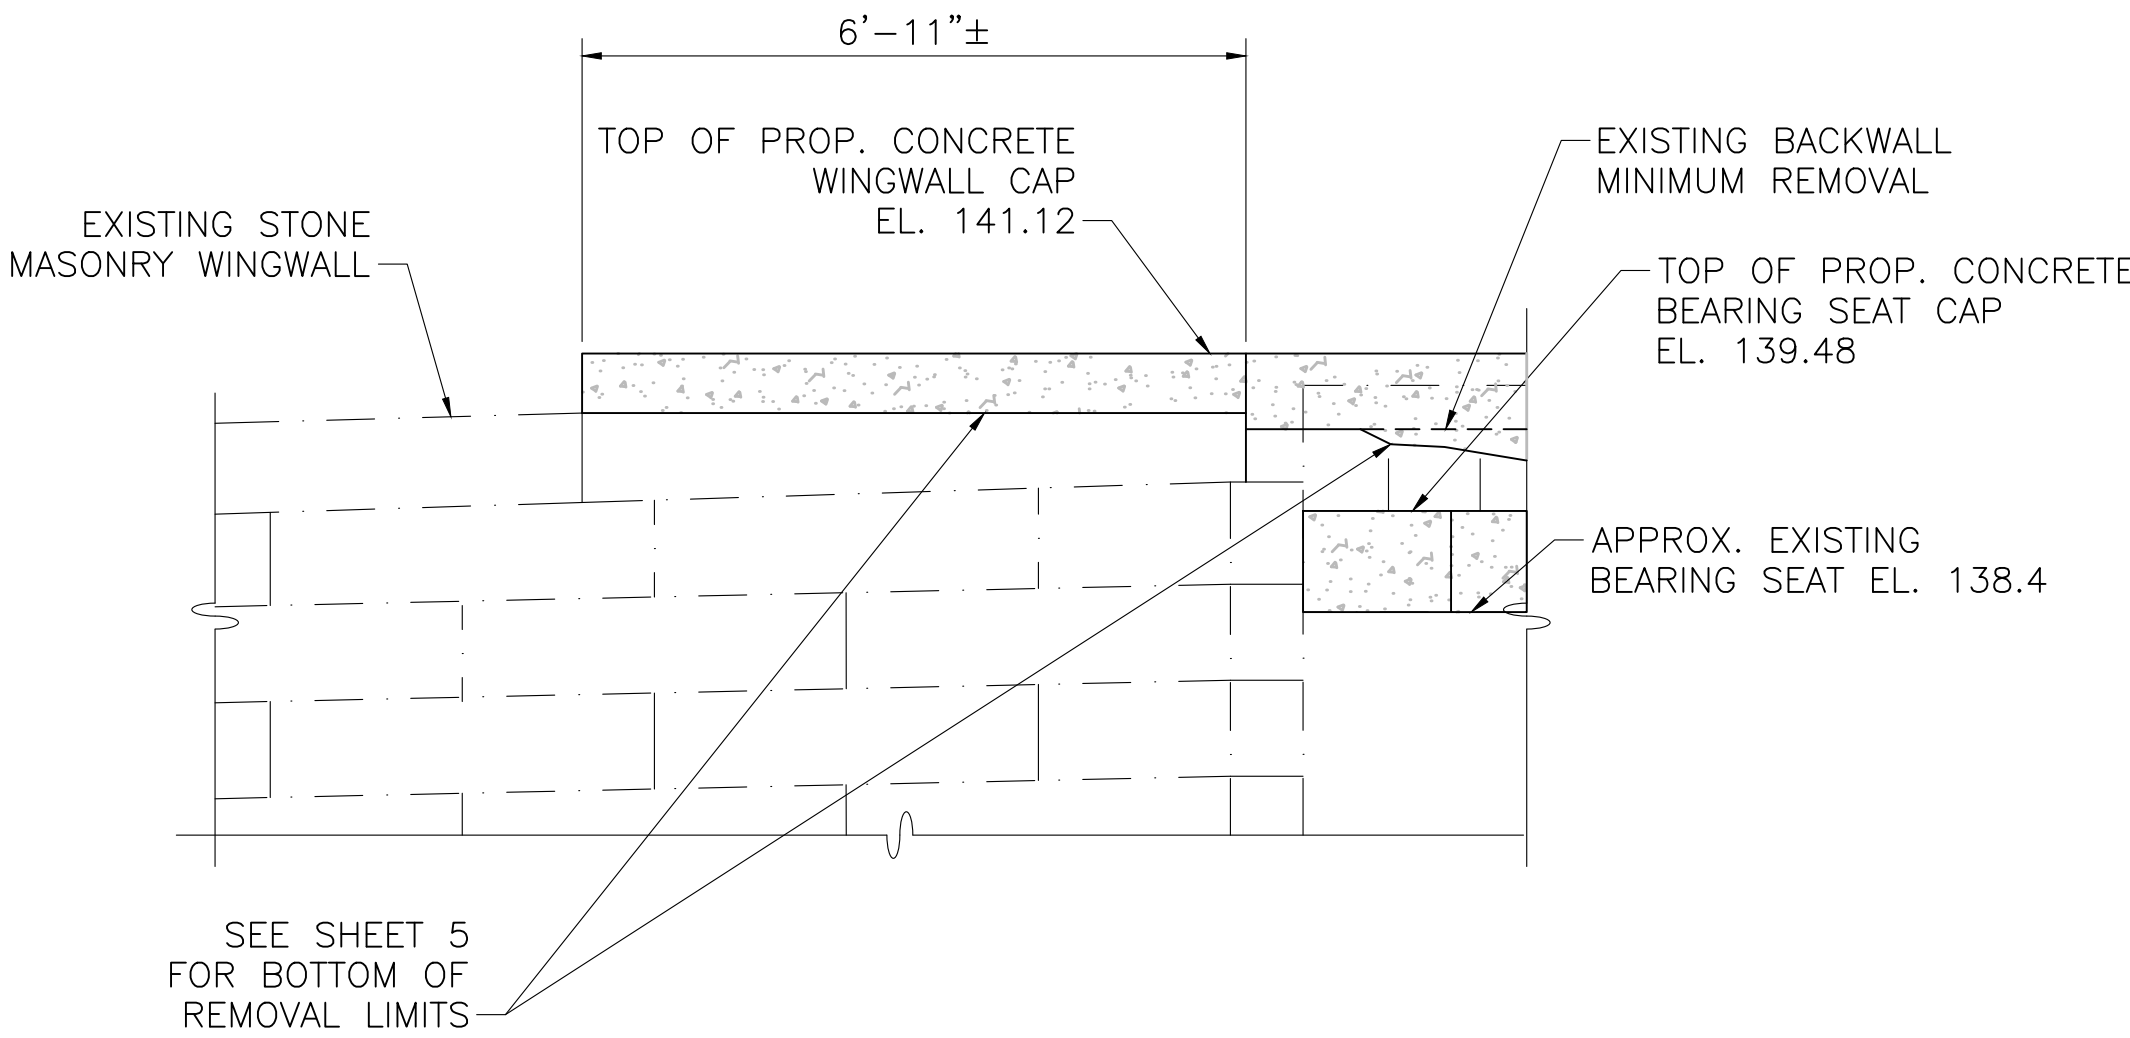 6'-11"±
TOP OF PROP. CONCRETE
WINGWALL CAP
EL. 141.12
EXISTING BACKWALL
MINIMUM REMOVAL
EXISTING STONE
MASONRY WINGWALL
TOP OF PROP. CONCRETE
BEARING SEAT CAP
EL. 139.48
APPROX. EXISTING
BEARING SEAT EL. 138.4
SEE SHEET 5
FOR BOTTOM OF
REMOVAL LIMITS